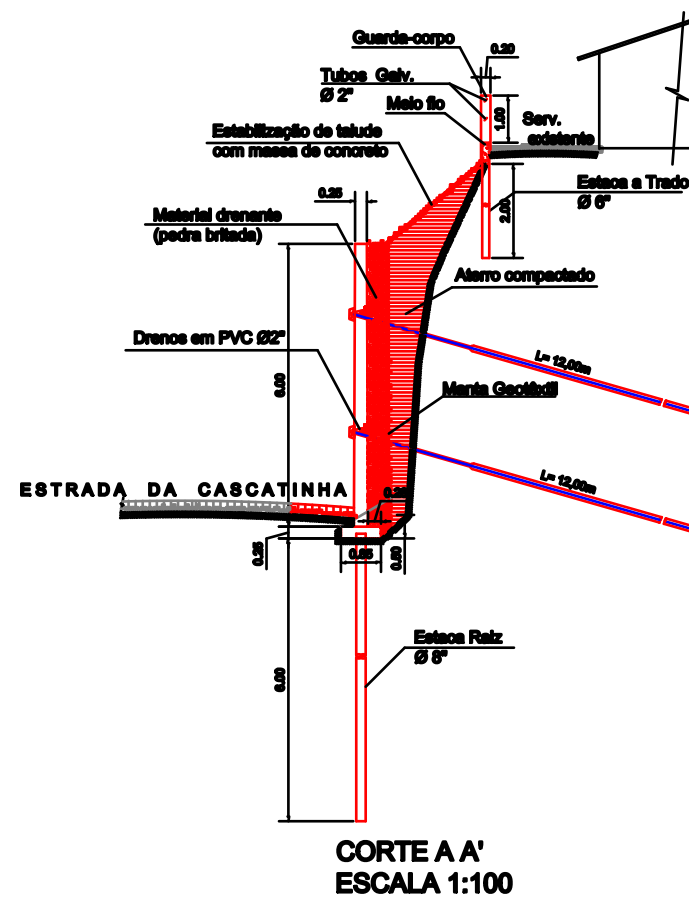 Guarda-corpo
0.20
Tubos Galv.
Ø 2"
Meio fio
1.00
Serv.
existente
Estabilização de talude
com massa de concreto
Estaca a Trado
Ø 6"
0.25
2.00
Material drenante
(pedra britada)
Aterro compactado
Drenos em PVC Ø2"
L= 12,00m
6.00
Manta Geotêxtil
L= 12,00m
ESTRADA DA CASCATINHA
0.25
0.85
0.50
Estaca Raiz
Ø 8"
6.00
CORTE A A'
ESCALA 1:100